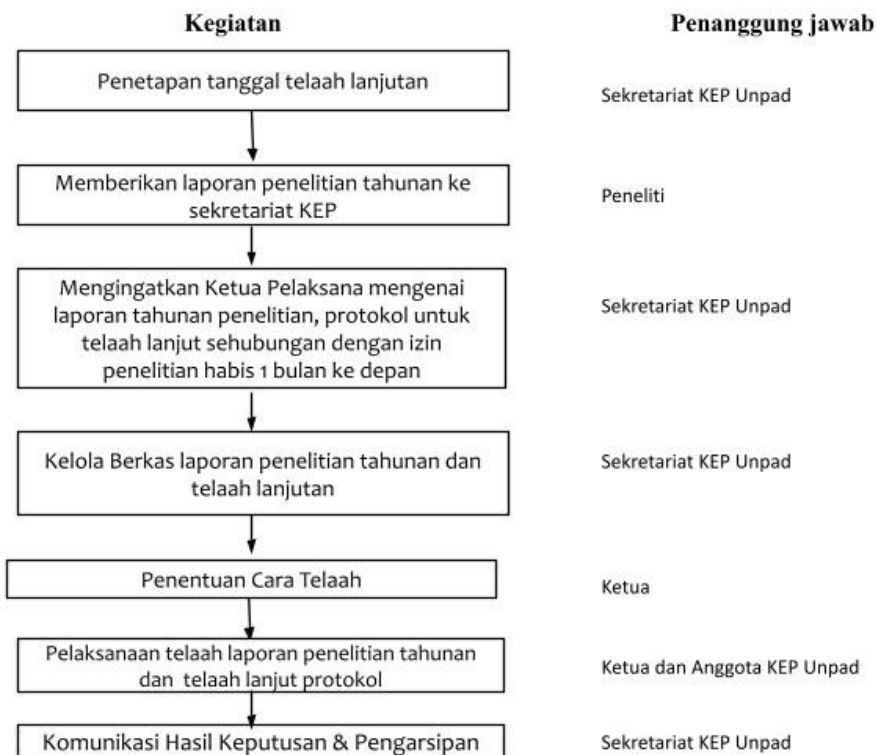 Kegiatan
Penanggung jawab
Penetapan tanggal telaah lanjutan
Sekretariat KEP Unpad
Memberikan laporan penelitian tahunan ke
sekretariat KEP
Peneliti
Mengingatkan Ketua Pelaksana mengenai
laporan tahunan penelitian, protokol untuk
telaah lanjut sehubungan dengan izin
penelitian habis 1 bulan ke depan
Sekretariat KEP Unpad
Kelola Berkas laporan penelitian tahunan dan
telaah lanjutan
Sekretariat KEP Unpad
Penentuan Cara Telaah
Ketua
Pelaksanaan telaah laporan penelitian tahunan
dan telaah lanjut protokol
Ketua dan Anggota KEP Unpad
Komunikasi Hasil Keputusan & Pengarsipan
Sekretariat KEP Unpad